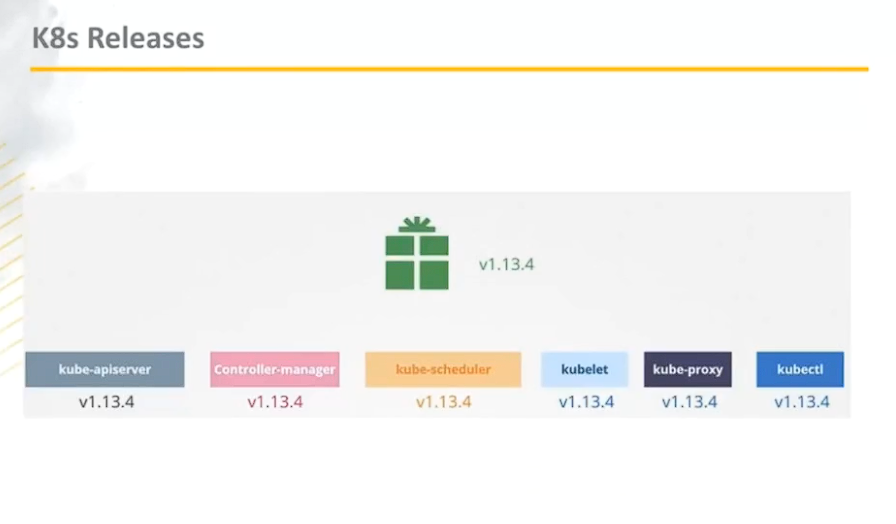 K8s Releases
v1.13.4
kube-apiserver
Controller-manager
kube-scheduler
kubelet
kube-proxy
kubectl
v1.13.4
v1.13.4
v1.13.4
v1.13.4
v1.13.4
v1.13.4